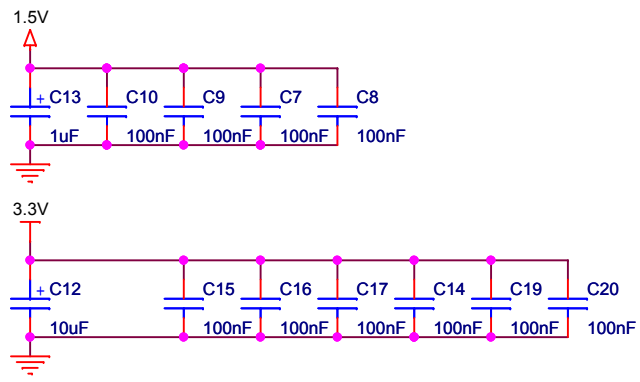 1.5V
+ C13 C10 C9 C7 C8
1uF 100nF 100nF 100nF 100nF
3.3V
+ C12 C15 C16 C17 C14 C19 C20
10uF 100nF 100nF 100nF 100nF 100nF 100nF